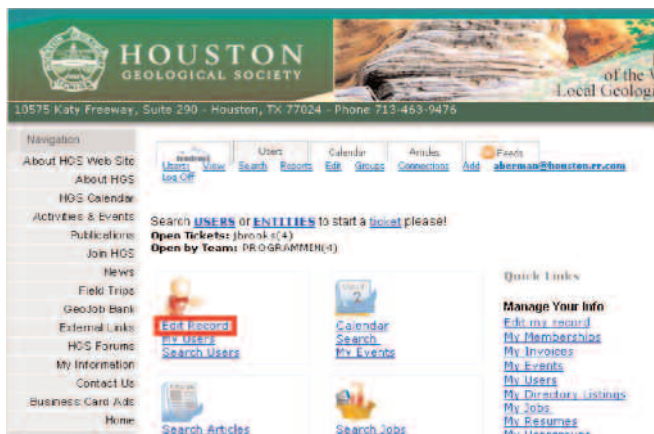 HOUSTON
GEOLOGICAL SOCIETY
of the W
Local Geolog
10575 Katy Freeway, Suite 290 - Houston, TX 77024 - Phone 713-463-9476
Navigation
About HGS Web Site
About HGS
HGS Calendar
Activities & Events
Publications
Join HGS
News
Field Trips
GeoJob Bank
External Links
HGS Forums
My Information
Contact Us
Business Card Ads
Home
Users Calendar Articles Feeds
Users View Search Reports Edit Groups Connections Add aberman@houston.rr.com
Log Off
Search USERS or ENTITIES to start a ticket please!
Open Tickets: jbrooks(4)
Open by Team: PROGRAMMIN(4)
Edit Record
My Users
Search Users
2
Calendar
Search
My Events
Search Articles
Search Jobs
Quick Links
Manage Your Info
Edit my record
My Memberships
My Invoices
My Events
My Users
My Directory Listings
My Jobs
My Resumes